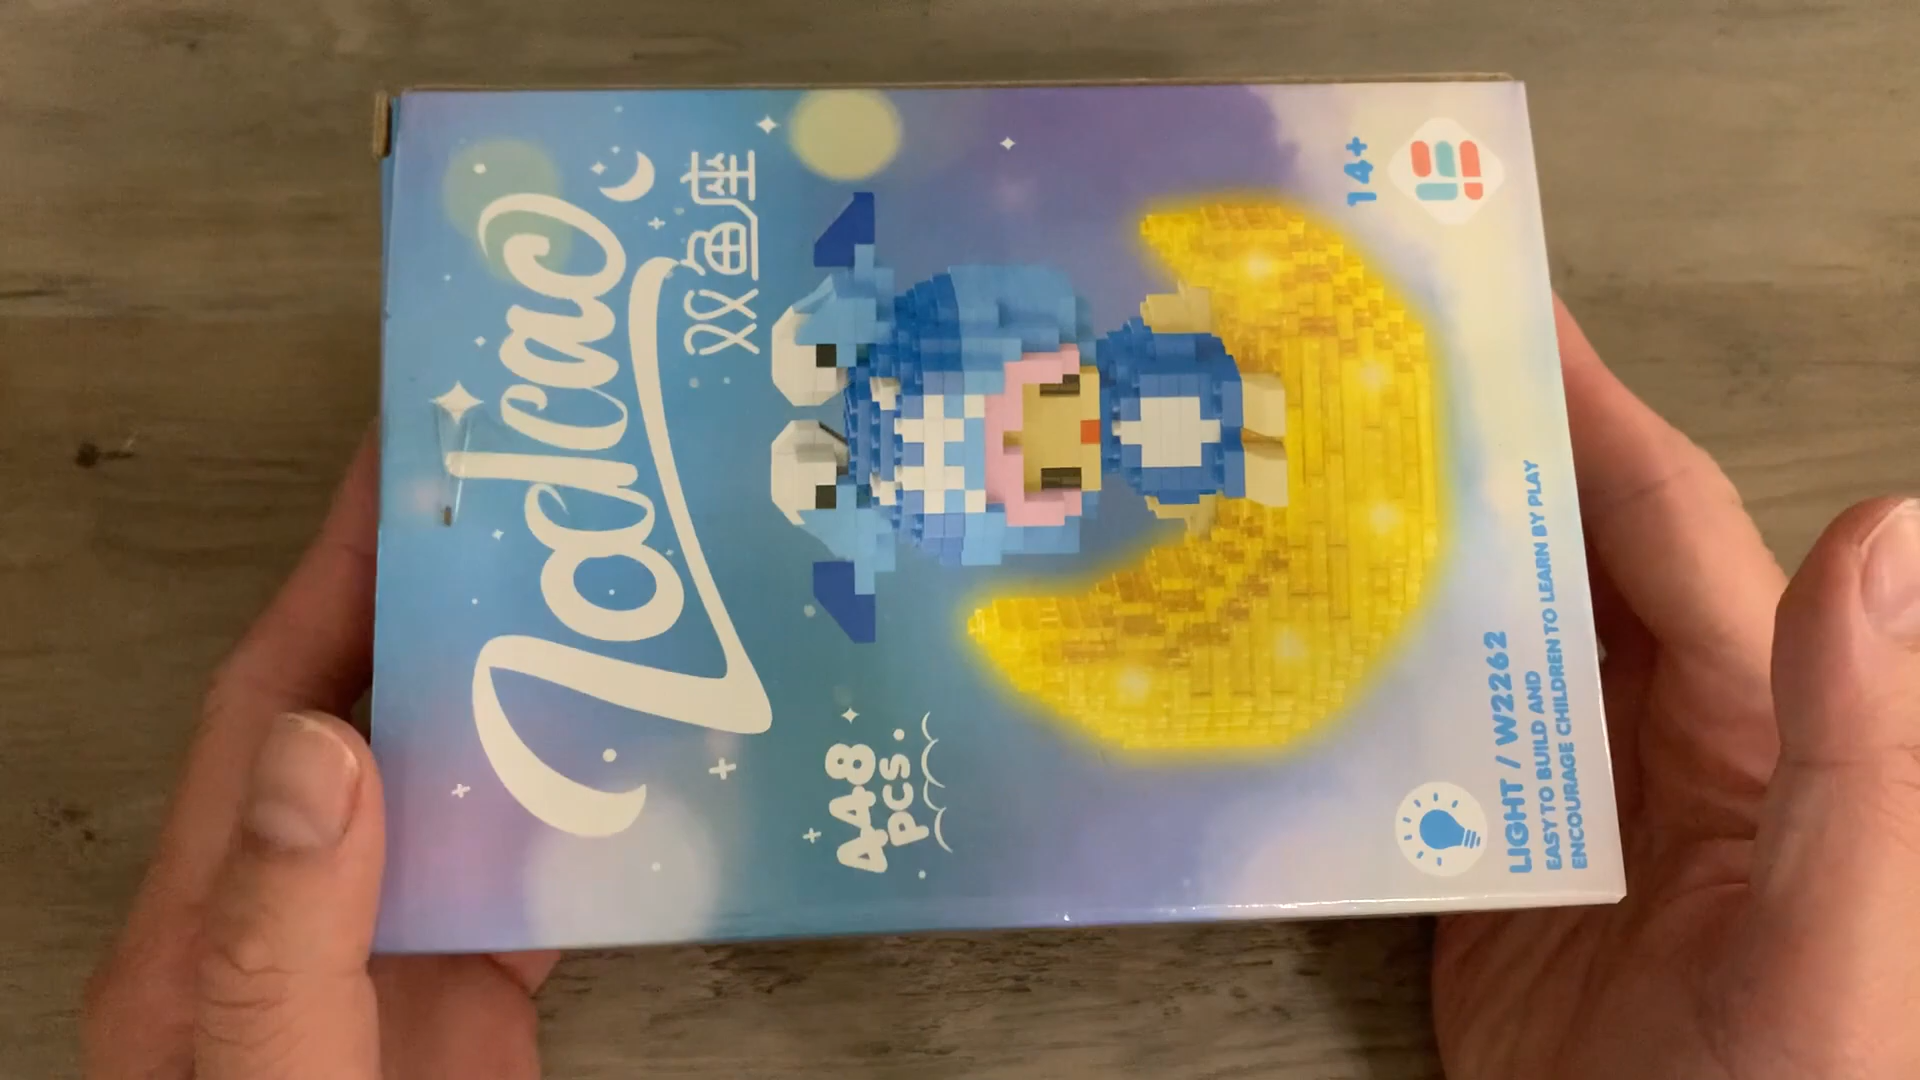 Zodiac
双鱼座
448
PCS
14+
LIGHT / W2262
EASY TO BUILD AND
ENCOURAGE CHILDREN TO LEARN BY PLAY